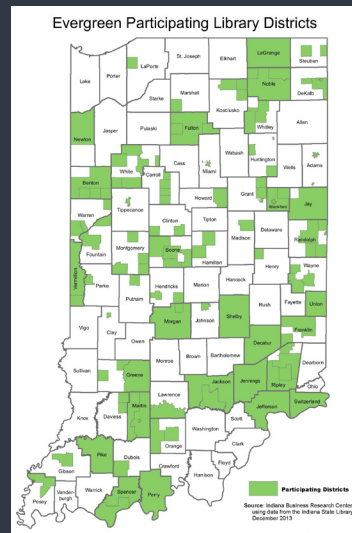 Evergreen Participating Library Districts
LaPorte
St. Joseph
Elkhart
LaGrange
Steuben
Lake
Porter
Noble
DeKalb
Starke
Marshall
Kosciusko
Whitley
Allen
Newton
Jasper
Pulaski
Fulton
Wabash
Huntington
Wells
Adams
White
Cass
Miami
Benton
Carroll
Grant
Blackford
Jay
Howard
Warren
Tippecanoe
Clinton
Tipton
Madison
Delaware
Randolph
Fountain
Montgomery
Boone
Hamilton
Henry
Wayne
Vermillion
Parke
Hendricks
Marion
Hancock
Putnam
Rush
Fayette
Union
Morgan
Johnson
Shelby
Vigo
Clay
Owen
Franklin
Decatur
Monroe
Brown
Bartholomew
Dearborn
Sullivan
Greene
Ripley
Ohio
Jackson
Jennings
Lawrence
Switzerland
Knox
Daviess
Martin
Jefferson
Scott
Washington
Orange
Clark
Pike
Dubois
Gibson
Crawford
Floyd
Harrison
Posey
Vander-
burgh
Warrick
Spencer
Perry
Participating Districts
Source: Indiana Business Research Center,
using data from the Indiana State Library
December 2013